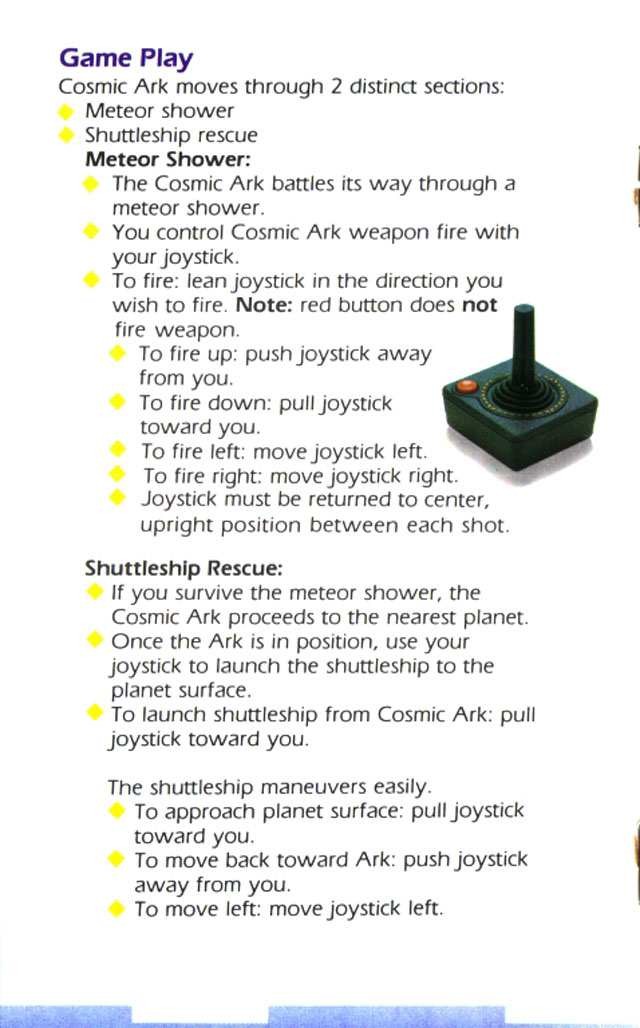 Game Play
Cosmic Ark moves through 2 distinct sections:
Meteor shower
Shuttleship rescue
Meteor Shower:
The Cosmic Ark battles its way through a
meteor shower.
You control Cosmic Ark weapon fire with
your joystick.
To fire: lean joystick in the direction you
wish to fire. Note: red button does not
fire weapon.
To fire up: push joystick away
from you.
To fire down: pull joystick
toward you.
To fire left: move joystick left.
To fire right: move joystick right.
Joystick must be returned to center,
upright position between each shot.
Shuttleship Rescue:
If you survive the meteor shower, the
Cosmic Ark proceeds to the nearest planet.
Once the Ark is in position, use your
joystick to launch the shuttleship to the
planet surface.
To launch shuttleship from Cosmic Ark: pull
joystick toward you.
The shuttleship maneuvers easily.
To approach planet surface: pull joystick
toward you.
To move back toward Ark: push joystick
away from you.
To move left: move joystick left.